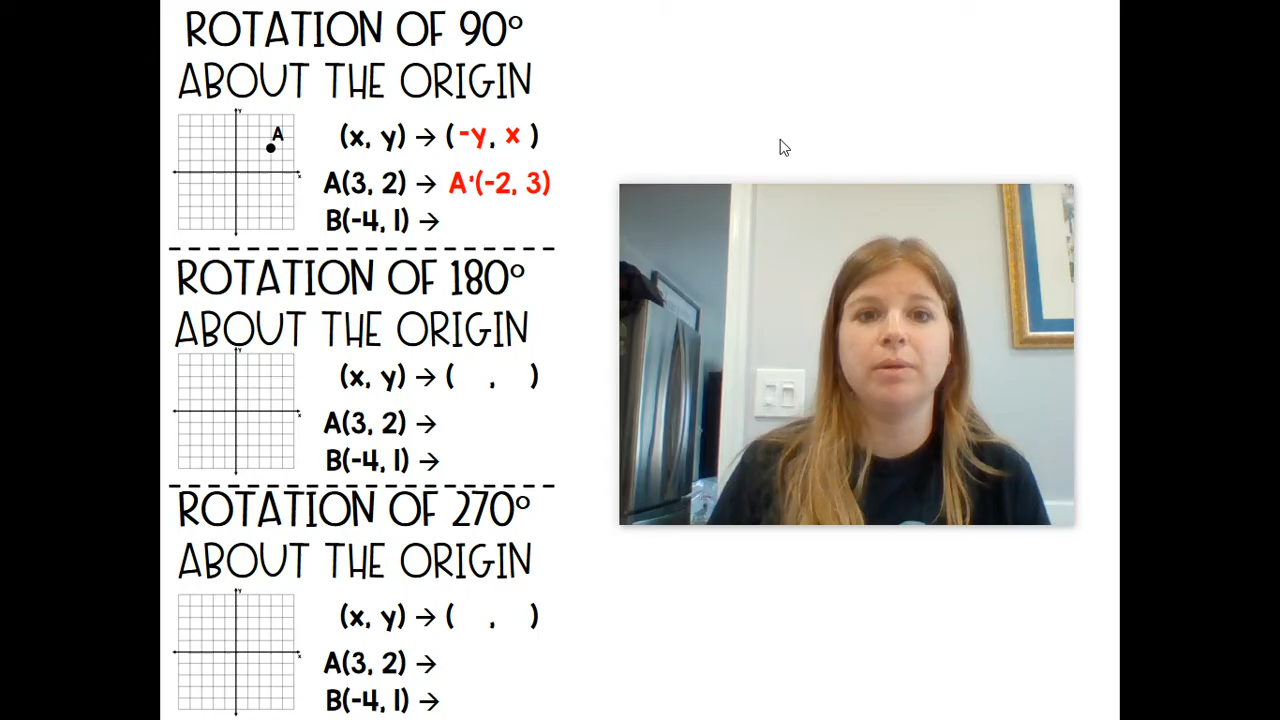 ROTATION OF 90°
ABOUT THE ORIGIN
y
A
x
(x, y) → (-y, x)
A(3, 2) → A'(-2, 3)
B(-4, 1) →
ROTATION OF 180°
ABOUT THE ORIGIN
y
x
(x, y) → ( , )
A(3, 2) →
B(-4, 1) →
ROTATION OF 270°
ABOUT THE ORIGIN
y
x
(x, y) → ( , )
A(3, 2) →
B(-4, 1) →